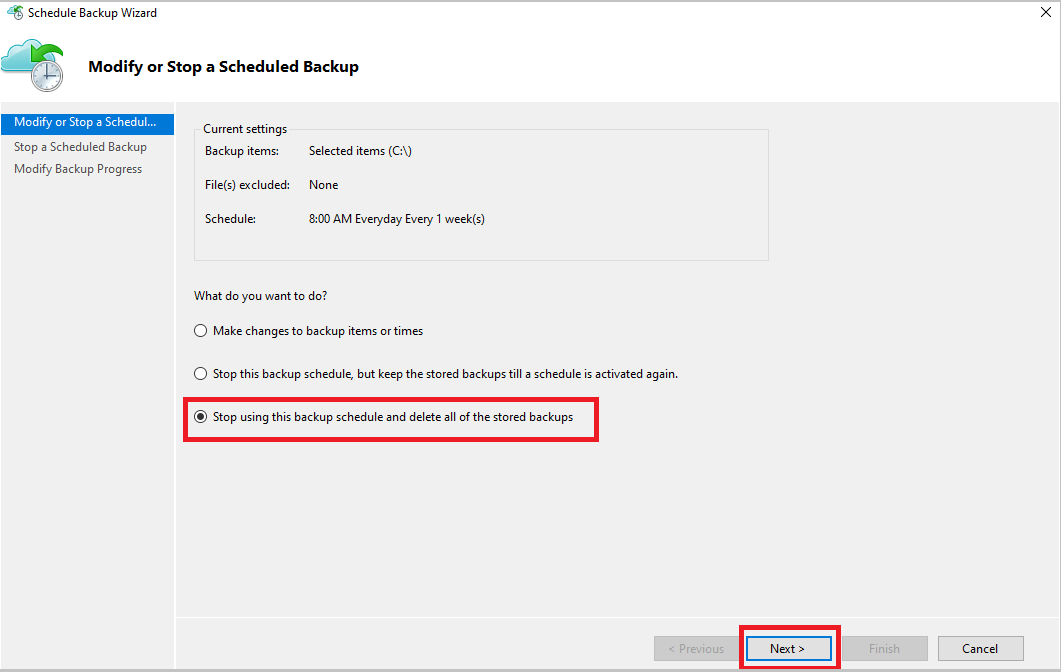 Schedule Backup Wizard
Modify or Stop a Scheduled Backup
Modify or Stop a Schedul...
Stop a Scheduled Backup
Modify Backup Progress
Current settings
Backup items: Selected items (C:\)
File(s) excluded: None
Schedule: 8:00 AM Everyday Every 1 week(s)
What do you want to do?
Make changes to backup items or times
Stop this backup schedule, but keep the stored backups till a schedule is activated again.
Stop using this backup schedule and delete all of the stored backups
< Previous Next > Finish Cancel